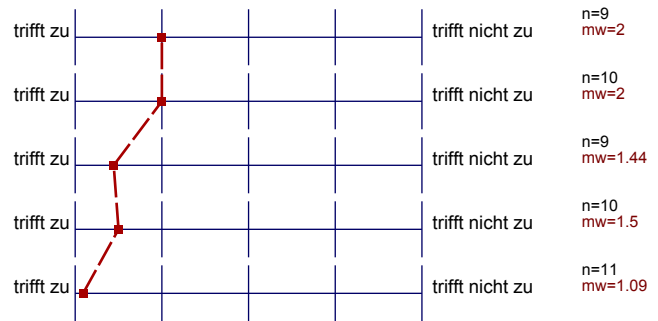 trifft zu trifft nicht zu n=9
mw=2
trifft zu trifft nicht zu n=10
mw=2
trifft zu trifft nicht zu n=9
mw=1.44
trifft zu trifft nicht zu n=10
mw=1.5
trifft zu trifft nicht zu n=11
mw=1.09